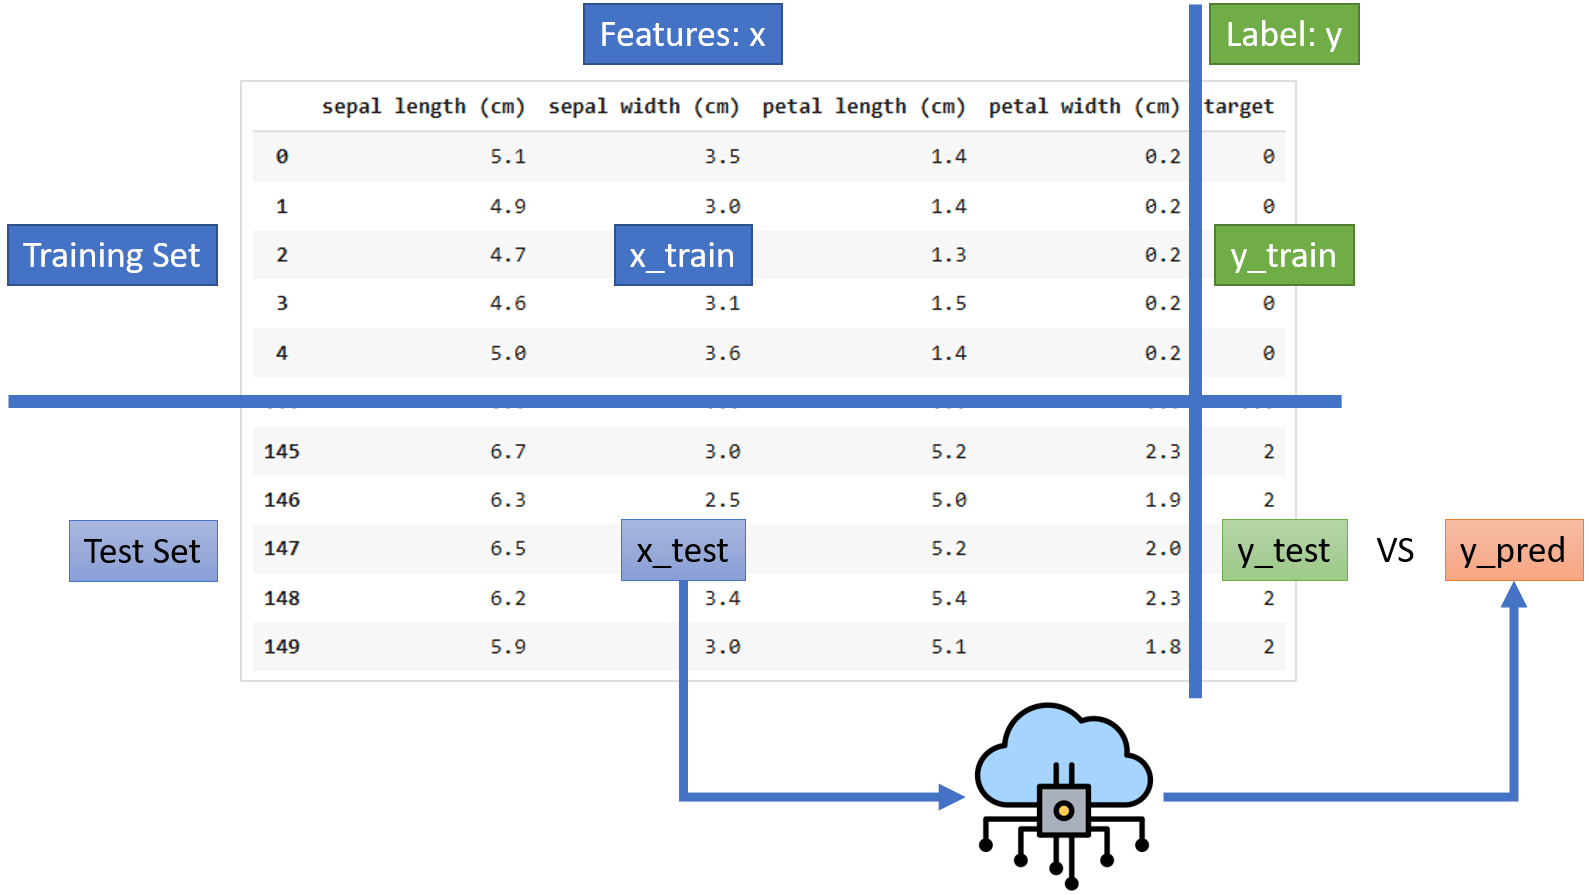 Features: x
Label: y
sepal length (cm) sepal width (cm) petal length (cm) petal width (cm) target
0 5.1 3.5 1.4 0.2 0
1 4.9 3.0 1.4 0.2 0
Training Set
x_train
y_train
2 4.7 1.3 0.2
3 4.6 3.1 1.5 0.2 0
4 5.0 3.6 1.4 0.2 0
145 6.7 3.0 5.2 2.3 2
146 6.3 2.5 5.0 1.9 2
Test Set
x_test
y_test VS y_pred
147 6.5 5.2 2.0
148 6.2 3.4 5.4 2.3 2
149 5.9 3.0 5.1 1.8 2